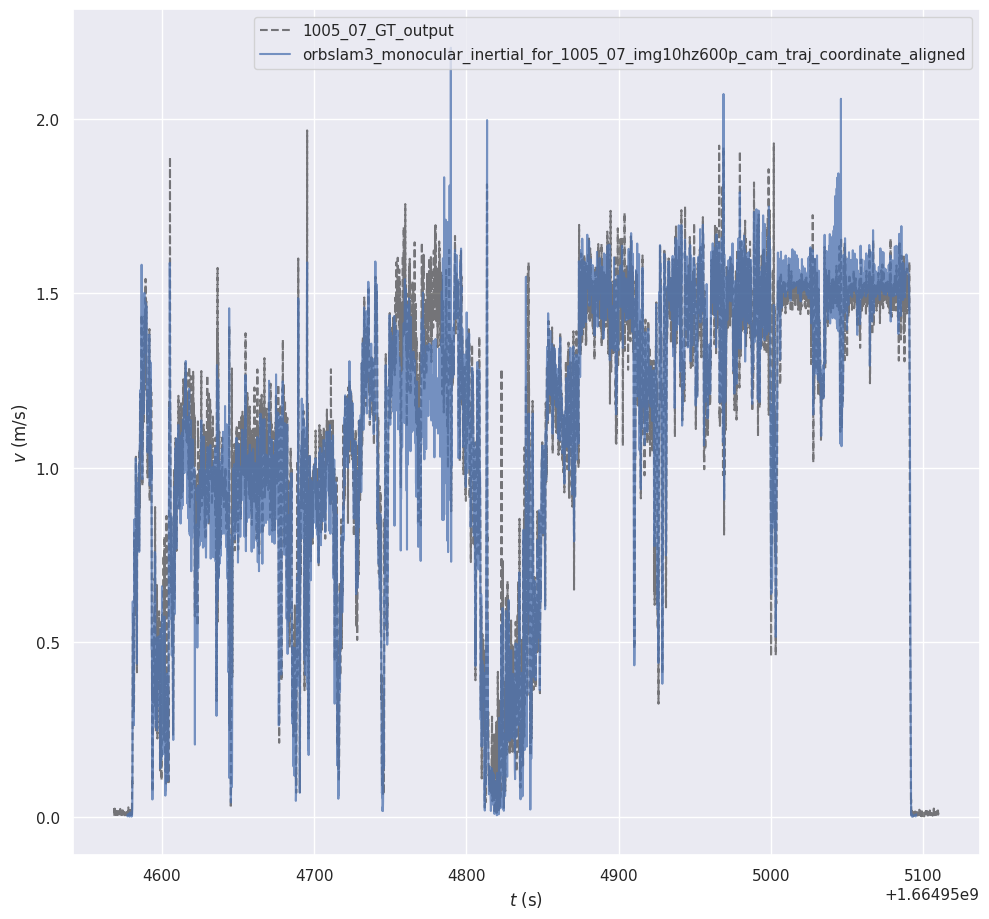 1005_07_GT_output
orbslam3_monocular_inertial_for_1005_07_img10hz600p_cam_traj_coordinate_aligned
v (m/s)
2.0
1.5
1.0
0.5
0.0
4600 4700 4800 4900 5000 5100
t (s)
+1.66495e9